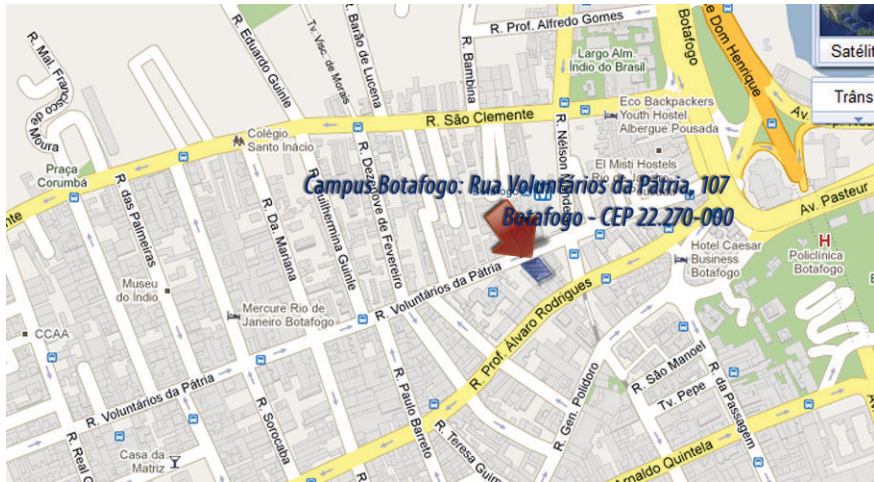 R. Mal. Francisco de Moura
R. Eduardo Guinle
Tv. Visc. de Morais
R. Barão de Lucena
R. Bambina
R. Prof. Alfredo Gomes
Botafogo
Dom Henrique
Satélit
Trâns
Largo Alm.
Índio do Brasil
R. São Clemente
Eco Backpackers
Youth Hostel
Albergue Pousada
Colégio
Santo Inácio
Praça
Corumbá
El Misti Hostels
R. Nelson
Campus Botafogo: Rua Voluntários da Pátria, 107
Botafogo - CEP 22.270-000
Av. Pasteur
R. das Palmeiras
R. Da. Mariana
R. Guilhermina Guinle
R. Dezenove de Fevereiro
Hotel Caesar
Business
Botafogo
H
Policlínica
Botafogo
Museu
do Índio
R. Voluntários da Pátria
Mercure Rio de
Janeiro Botafogo
R. Prof. Álvaro Rodrigues
CCAA
R. São Manoel
Tv. Pepe
R. da Passagem
R. Gen. Polidoro
R. Voluntários da Pátria
R. Sorocaba
R. Paulo Barreto
R. Teresa Guim
Arnaldo Quintela
R. Real G
Casa da
Matriz